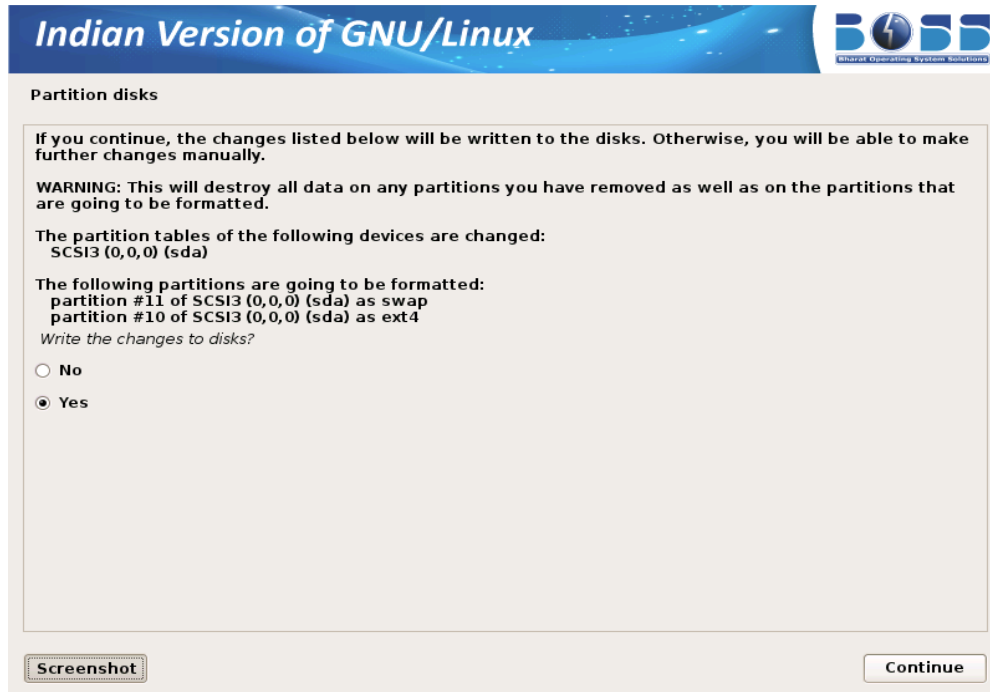 Indian Version of GNU/Linux
BOSS
Bharat Operating System Solutions
Partition disks
If you continue, the changes listed below will be written to the disks. Otherwise, you will be able to make
further changes manually.
WARNING: This will destroy all data on any partitions you have removed as well as on the partitions that
are going to be formatted.
The partition tables of the following devices are changed:
SCSI3 (0,0,0) (sda)
The following partitions are going to be formatted:
partition #11 of SCSI3 (0,0,0) (sda) as swap
partition #10 of SCSI3 (0,0,0) (sda) as ext4
Write the changes to disks?
No
Yes
Screenshot
Continue